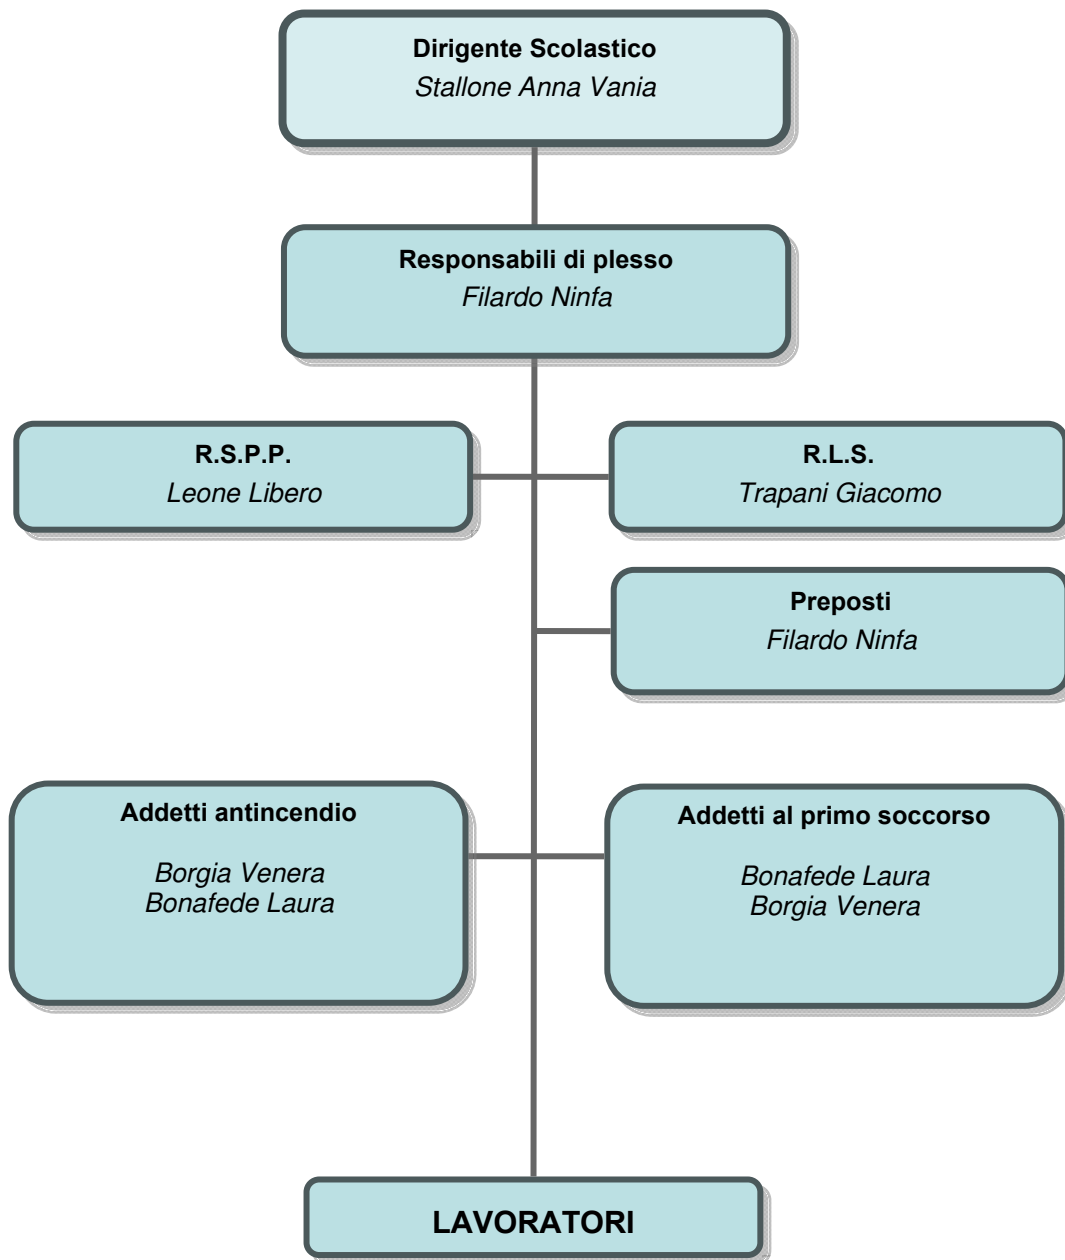 Dirigente Scolastico
Stallone Anna Vania
Responsabili di plesso
Filardo Ninfa
R.S.P.P.
Leone Libero
R.L.S.
Trapani Giacomo
Preposti
Filardo Ninfa
Addetti antincendio
Borgia Venera
Bonafede Laura
Addetti al primo soccorso
Bonafede Laura
Borgia Venera
LAVORATORI